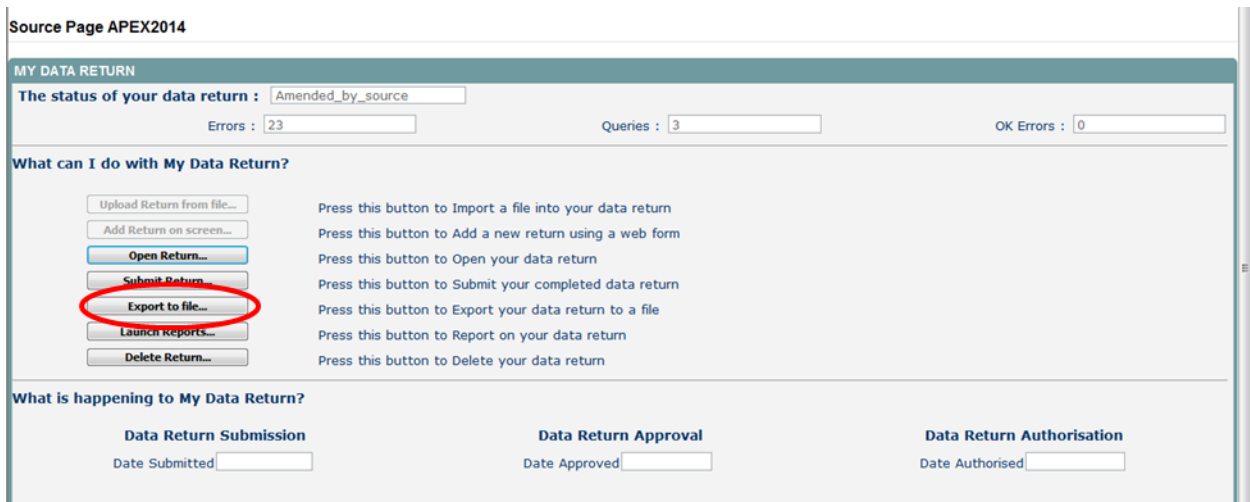 Source Page APEX2014
MY DATA RETURN
The status of your data return : Amended_by_source
Errors : 23 Queries : 3 OK Errors : 0
What can I do with My Data Return?
Upload Return from file... Press this button to Import a file into your data return
Add Return on screen... Press this button to Add a new return using a web form
Open Return... Press this button to Open your data return
Submit Return... Press this button to Submit your completed data return
Export to file... Press this button to Export your data return to a file
Launch Reports... Press this button to Report on your data return
Delete Return... Press this button to Delete your data return
What is happening to My Data Return?
Data Return Submission Data Return Approval Data Return Authorisation
Date Submitted Date Approved Date Authorised